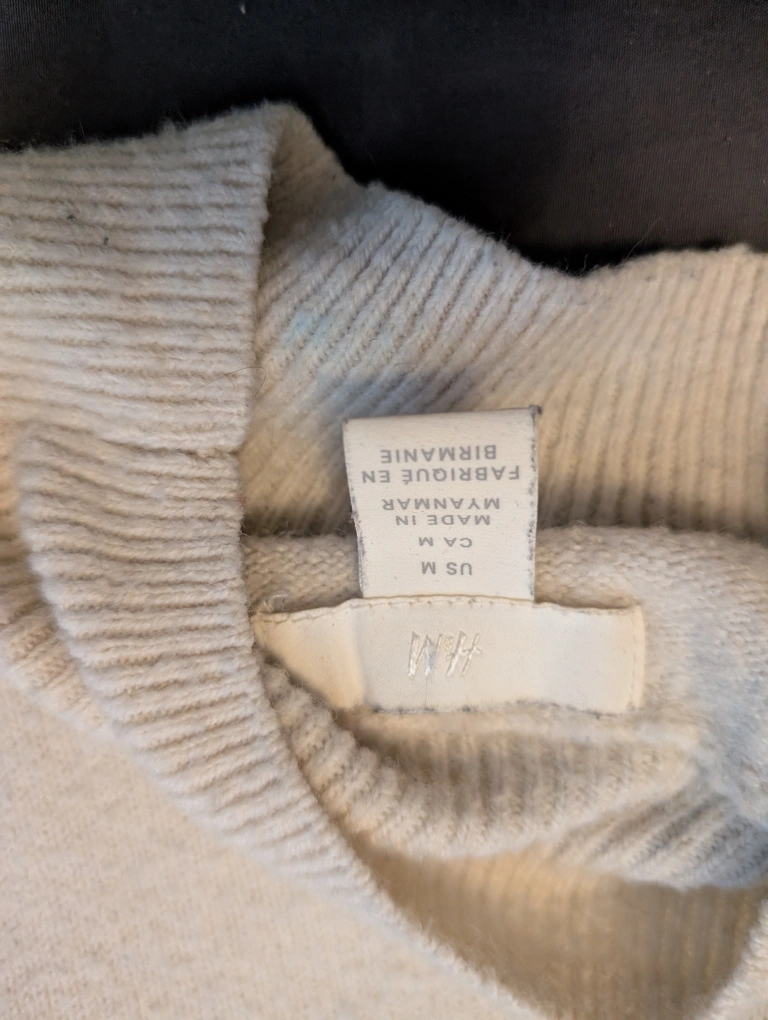 H&M
US M
CA M
MADE IN
MYANMAR
FABRIQUÉ EN
BIRMANIE